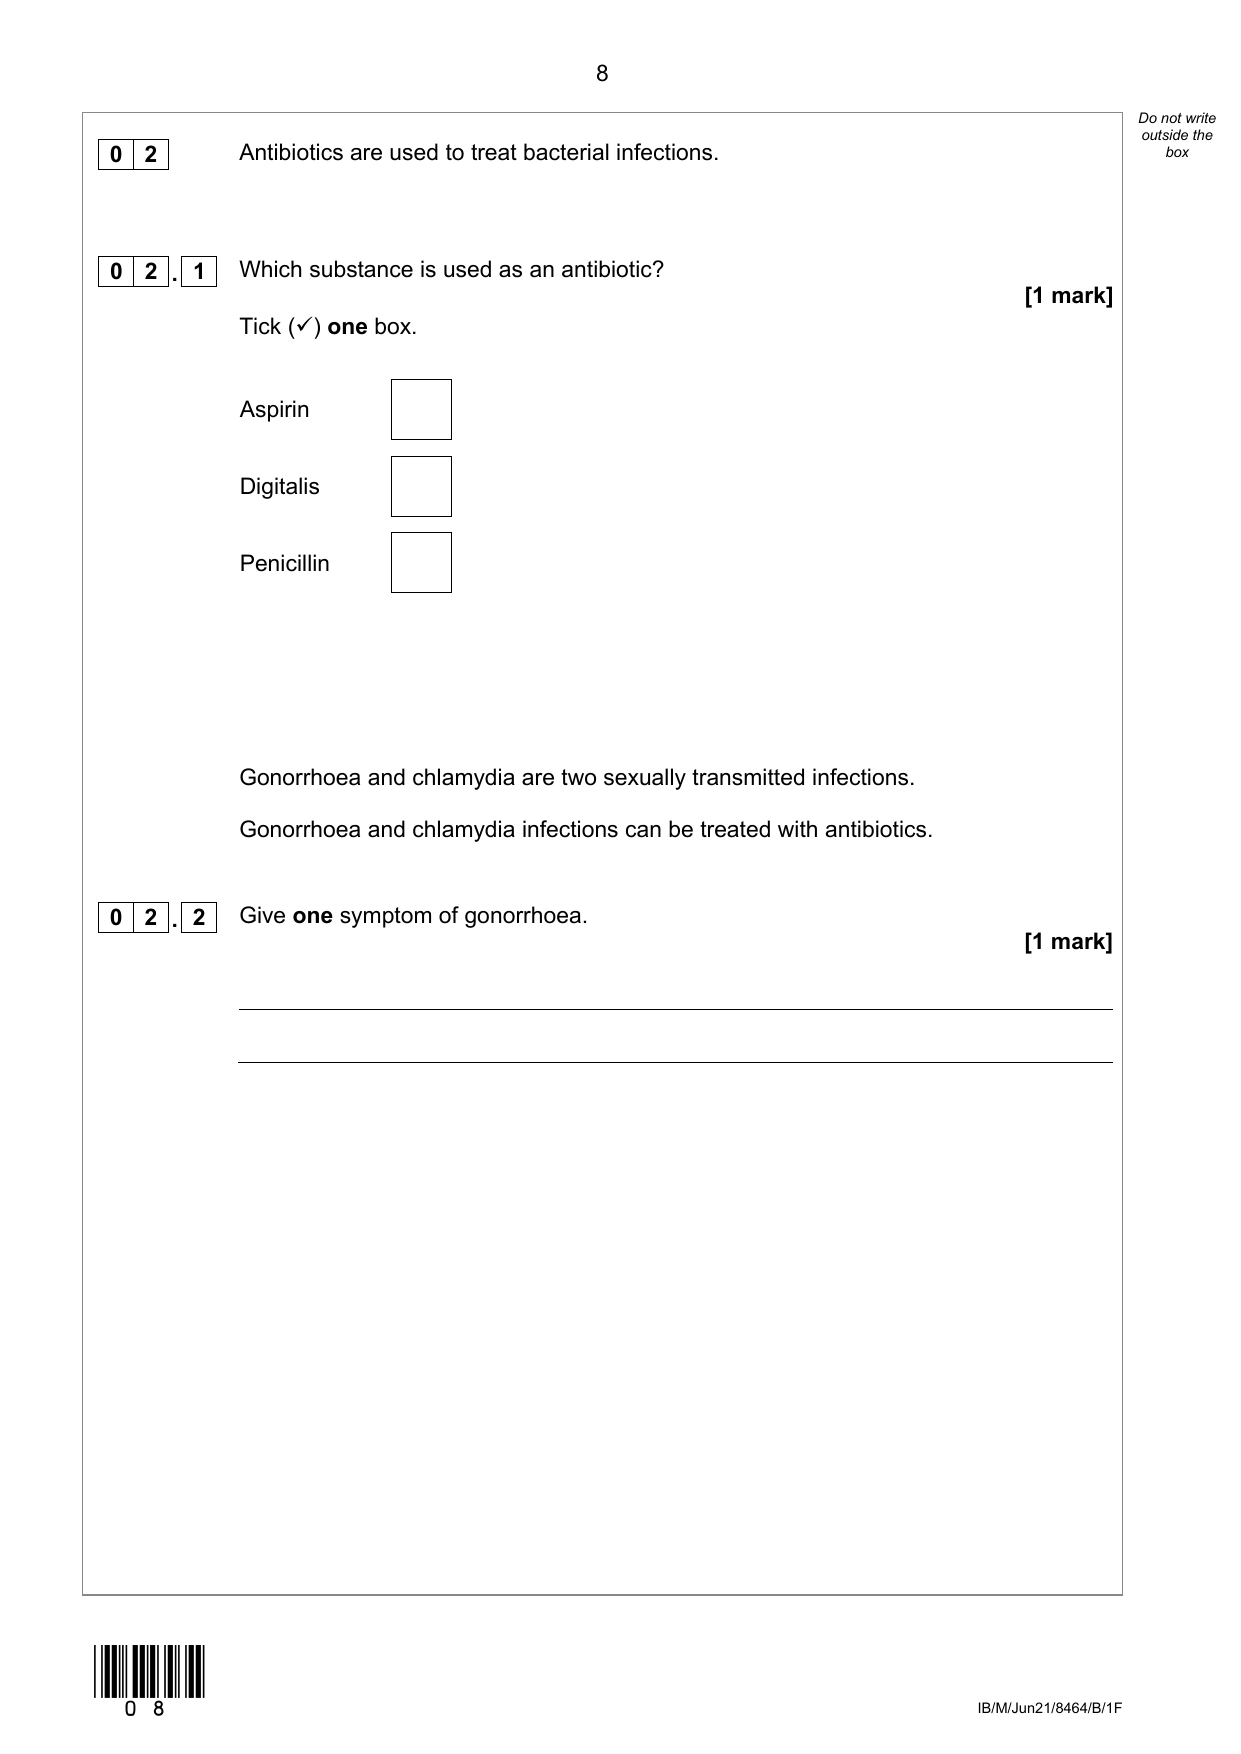 8
Do not write
outside the
box
0 2 Antibiotics are used to treat bacterial infections.
0 2 . 1 Which substance is used as an antibiotic?
[1 mark]
Tick (✓) one box.
Aspirin
Digitalis
Penicillin
Gonorrhoea and chlamydia are two sexually transmitted infections.
Gonorrhoea and chlamydia infections can be treated with antibiotics.
0 2 . 2 Give one symptom of gonorrhoea.
[1 mark]
0 8
IB/M/Jun21/8464/B/1F